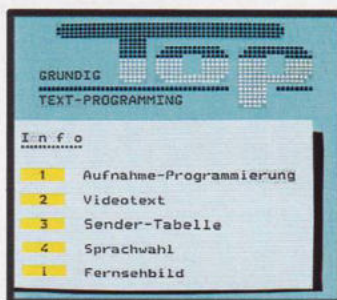 Top
GRUNDIG
TEXT-PROGRAMMING
Info
1 Aufnahme-Programmierung
2 Videotext
3 Sender-Tabelle
4 Sprachwahl
i Fernsehbild